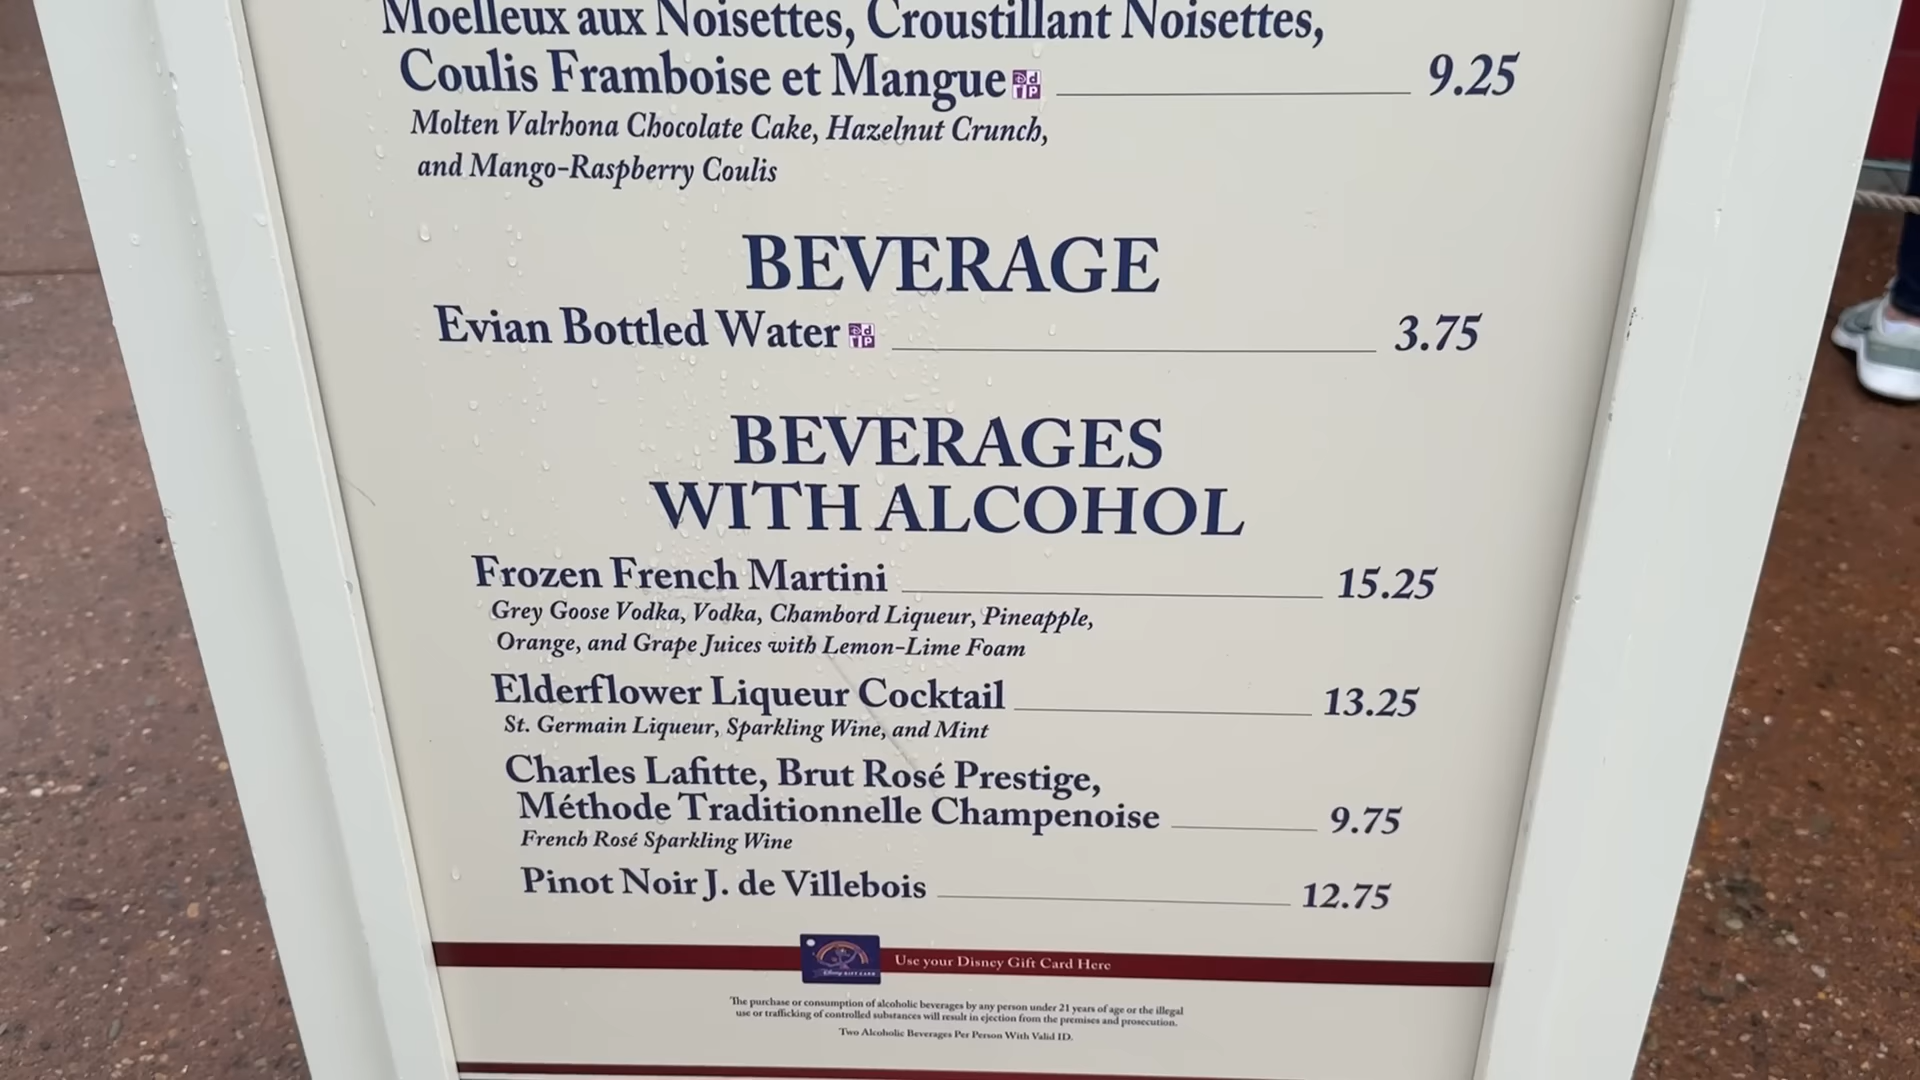 Moelleux aux Noisettes, Croustillant Noisettes,
Coulis Framboise et Mangue 9.25
Molten Valrhona Chocolate Cake, Hazelnut Crunch,
and Mango-Raspberry Coulis
BEVERAGE
Evian Bottled Water 3.75
BEVERAGES
WITH ALCOHOL
Frozen French Martini 15.25
Grey Goose Vodka, Vodka, Chambord Liqueur, Pineapple,
Orange, and Grape Juices with Lemon-Lime Foam
Elderflower Liqueur Cocktail 13.25
St. Germain Liqueur, Sparkling Wine, and Mint
Charles Lafitte, Brut Rosé Prestige,
Méthode Traditionnelle Champenoise 9.75
French Rosé Sparkling Wine
Pinot Noir J. de Villebois 12.75
Use your Disney Gift Card Here
The purchase or consumption of alcoholic beverages by any person under 21 years of age or the illegal
use or trafficking of controlled substances will result in ejection from the premises and prosecution.
Two Alcoholic Beverages Per Person With Valid ID.